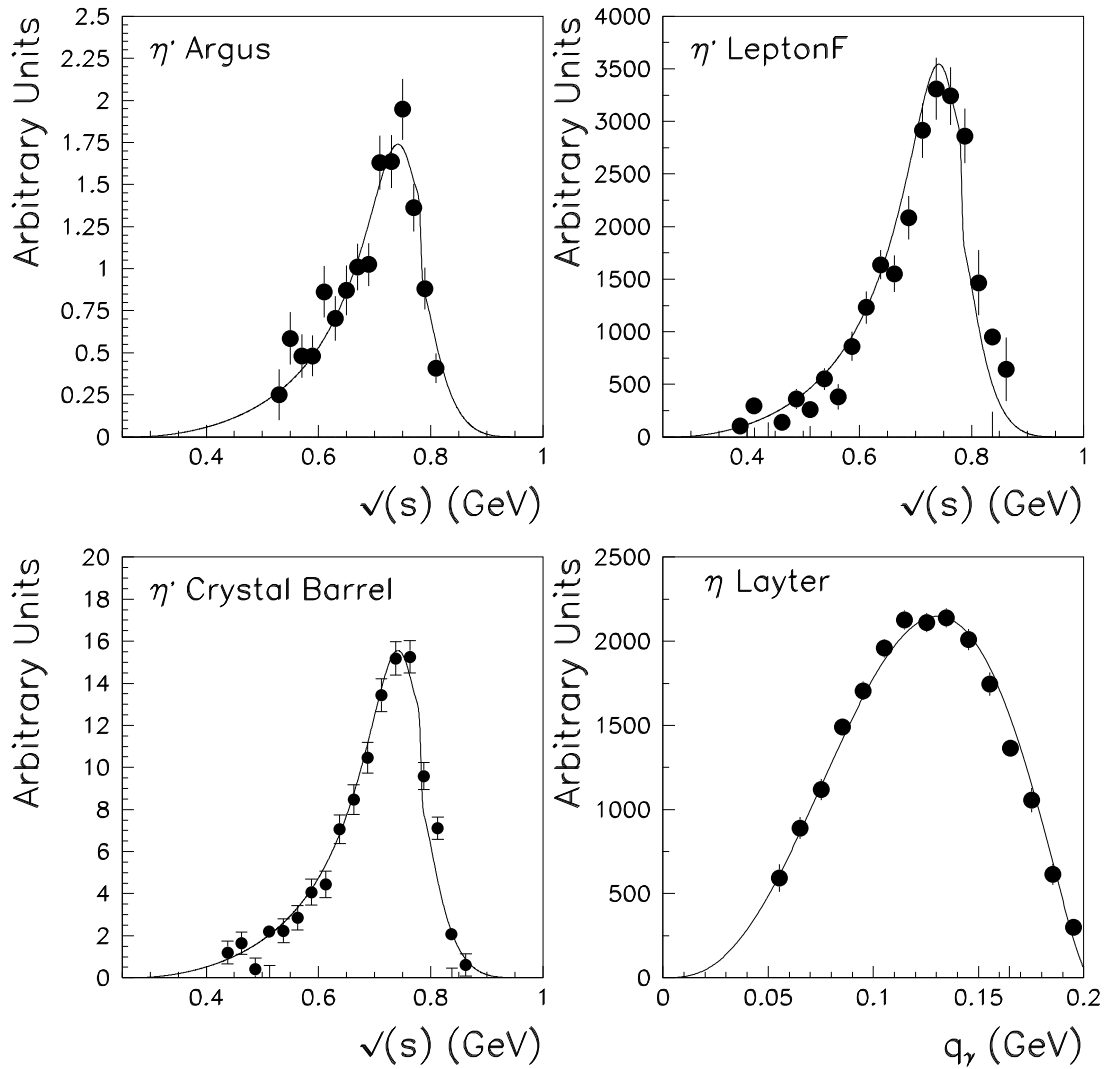 η' Argus
Arbitrary Units
2.5
2.25
2
1.75
1.5
1.25
1
0.75
0.5
0.25
0
0.4 0.6 0.8 1
√(s) (GeV)
η' LeptonF
Arbitrary Units
4000
3500
3000
2500
2000
1500
1000
500
0
0.4 0.6 0.8 1
√(s) (GeV)
η' Crystal Barrel
Arbitrary Units
20
18
16
14
12
10
8
6
4
2
0
0.4 0.6 0.8 1
√(s) (GeV)
η Layter
Arbitrary Units
2500
2000
1500
1000
500
0
0 0.05 0.1 0.15 0.2
qγ (GeV)